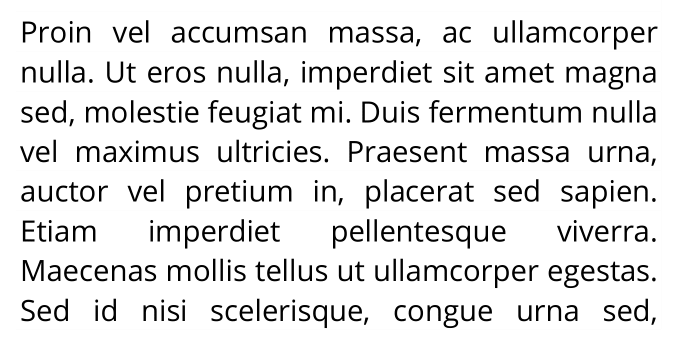 Proin vel accumsan massa, ac ullamcorper
nulla. Ut eros nulla, imperdiet sit amet magna
sed, molestie feugiat mi. Duis fermentum nulla
vel maximus ultricies. Praesent massa urna,
auctor vel pretium in, placerat sed sapien.
Etiam imperdiet pellentesque viverra.
Maecenas mollis tellus ut ullamcorper egestas.
Sed id nisi scelerisque, congue urna sed,